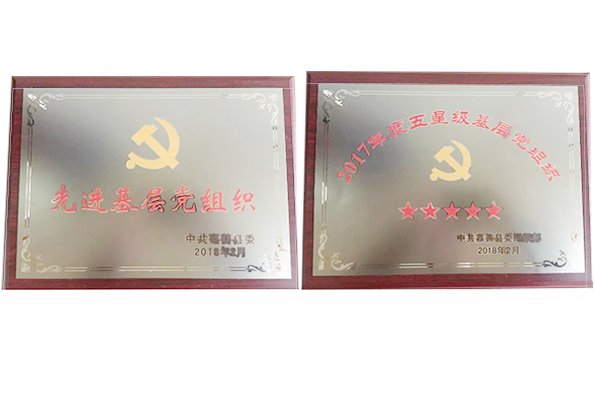 先进基层党组织
中共嘉善县委
2018年2月
2017年度五星级基层党组织
中共嘉善县委组织部
2018年2月